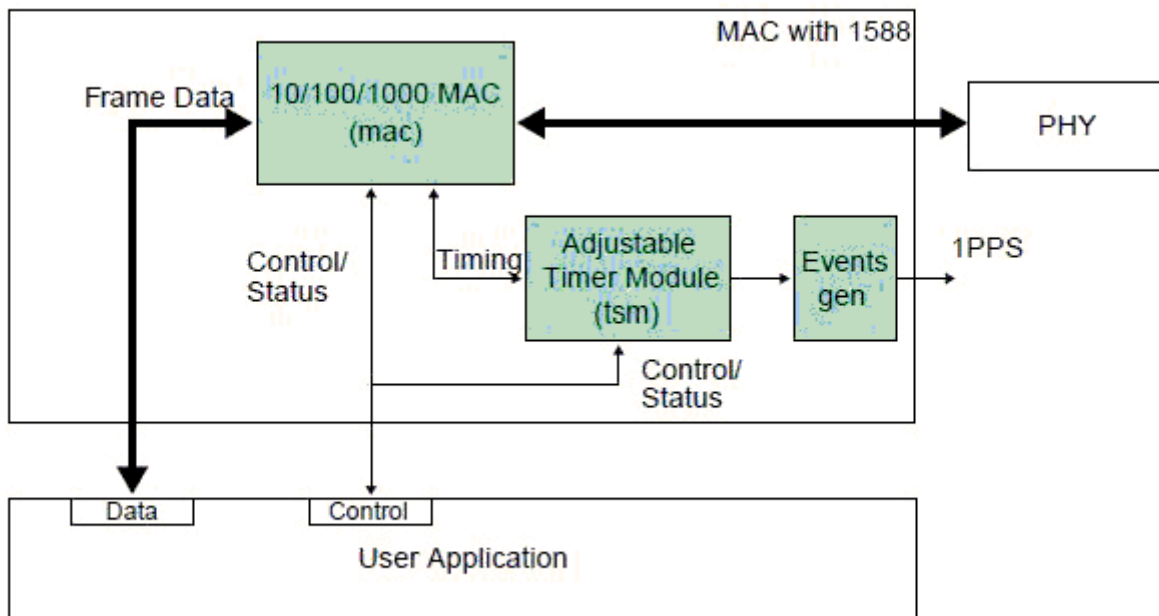 MAC with 1588
Frame Data
10/100/1000 MAC
(mac)
PHY
Control/
Status
Timing
Adjustable
Timer Module
(tsm)
Events
gen
1PPS
Control/
Status
Data
Control
User Application